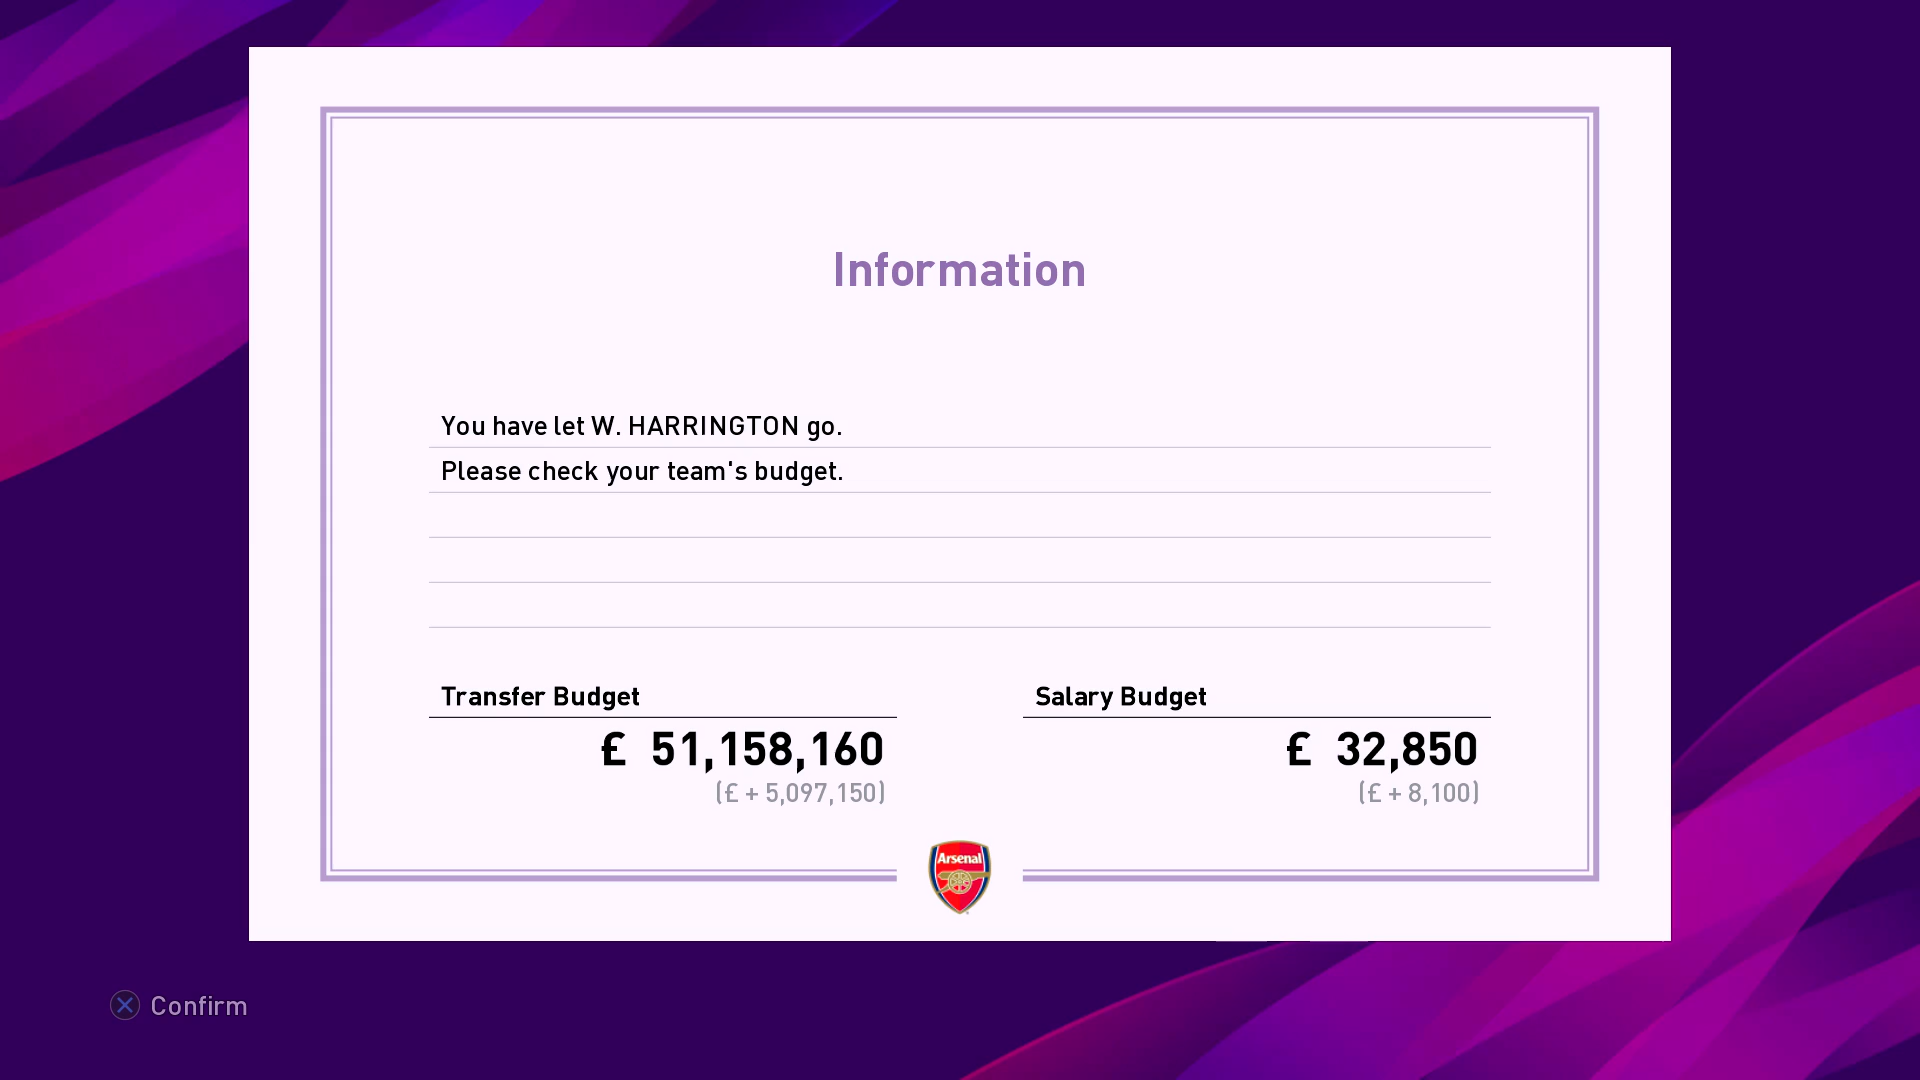 Information
You have let W. HARRINGTON go.
Please check your team's budget.
Transfer Budget
£ 51,158,160
(£ + 5,097,150)
Salary Budget
£ 32,850
(£ + 8,100)
Arsenal
Confirm